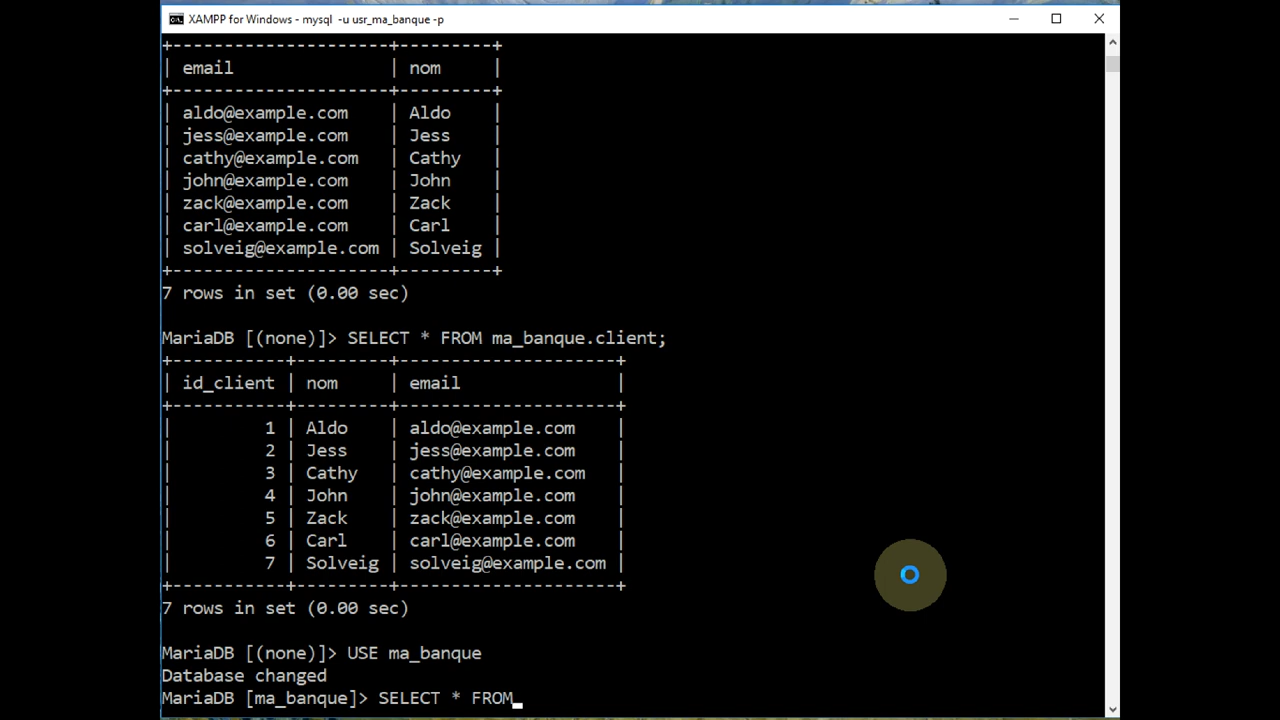 XAMPP for Windows - mysql  -u usr_ma_banque -p
+----------------------+---------+
| email                | nom     |
+----------------------+---------+
| aldo@example.com     | Aldo    |
| jess@example.com     | Jess    |
| cathy@example.com    | Cathy   |
| john@example.com     | John    |
| zack@example.com     | Zack    |
| carl@example.com     | Carl    |
| solveig@example.com  | Solveig |
+----------------------+---------+
7 rows in set (0.00 sec)
MariaDB [(none)]> SELECT * FROM ma_banque.client;
+-----------+---------+---------------------+
| id_client | nom     | email               |
+-----------+---------+---------------------+
|         1 | Aldo    | aldo@example.com    |
|         2 | Jess    | jess@example.com    |
|         3 | Cathy   | cathy@example.com   |
|         4 | John    | john@example.com    |
|         5 | Zack    | zack@example.com    |
|         6 | Carl    | carl@example.com    |
|         7 | Solveig | solveig@example.com |
+-----------+---------+---------------------+
7 rows in set (0.00 sec)
MariaDB [(none)]> USE ma_banque
Database changed
MariaDB [ma_banque]> SELECT * FROM_